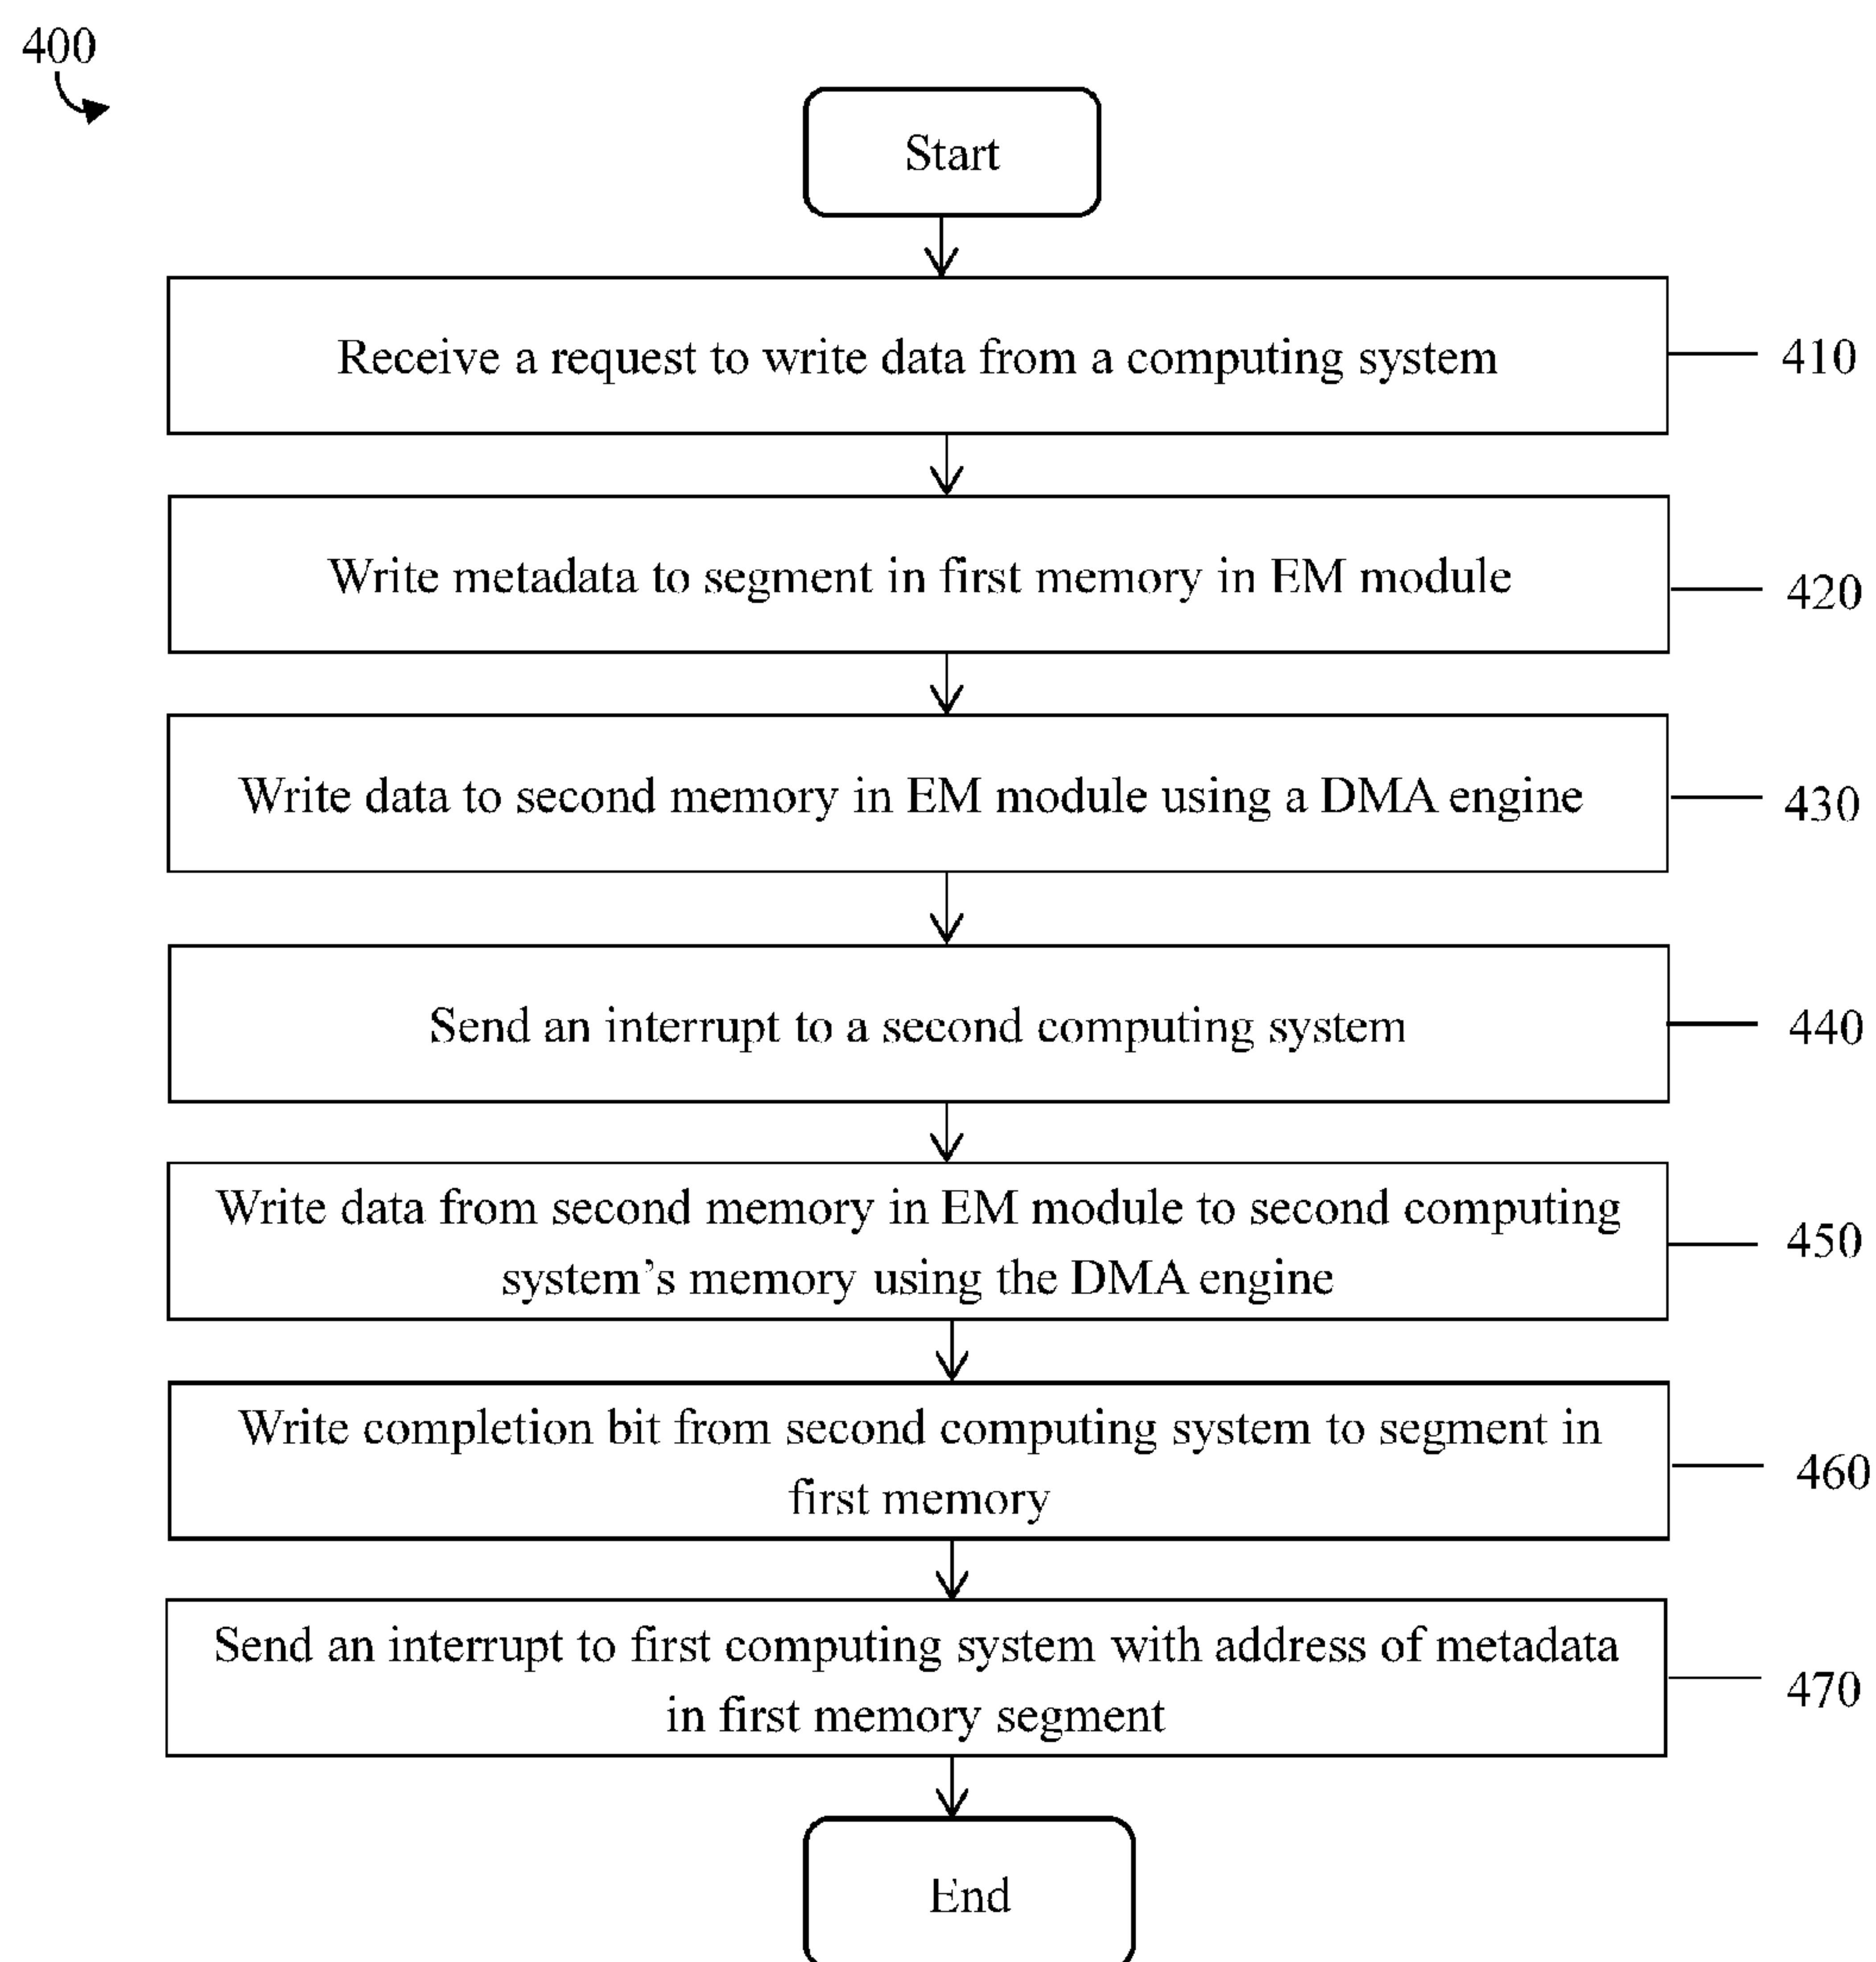 400
Start
Receive a request to write data from a computing system
410
Write metadata to segment in first memory in EM module
420
Write data to second memory in EM module using a DMA engine
430
Send an interrupt to a second computing system
440
Write data from second memory in EM module to second computing
system’s memory using the DMA engine
450
Write completion bit from second computing system to segment in
first memory
460
Send an interrupt to first computing system with address of metadata
in first memory segment
470
End